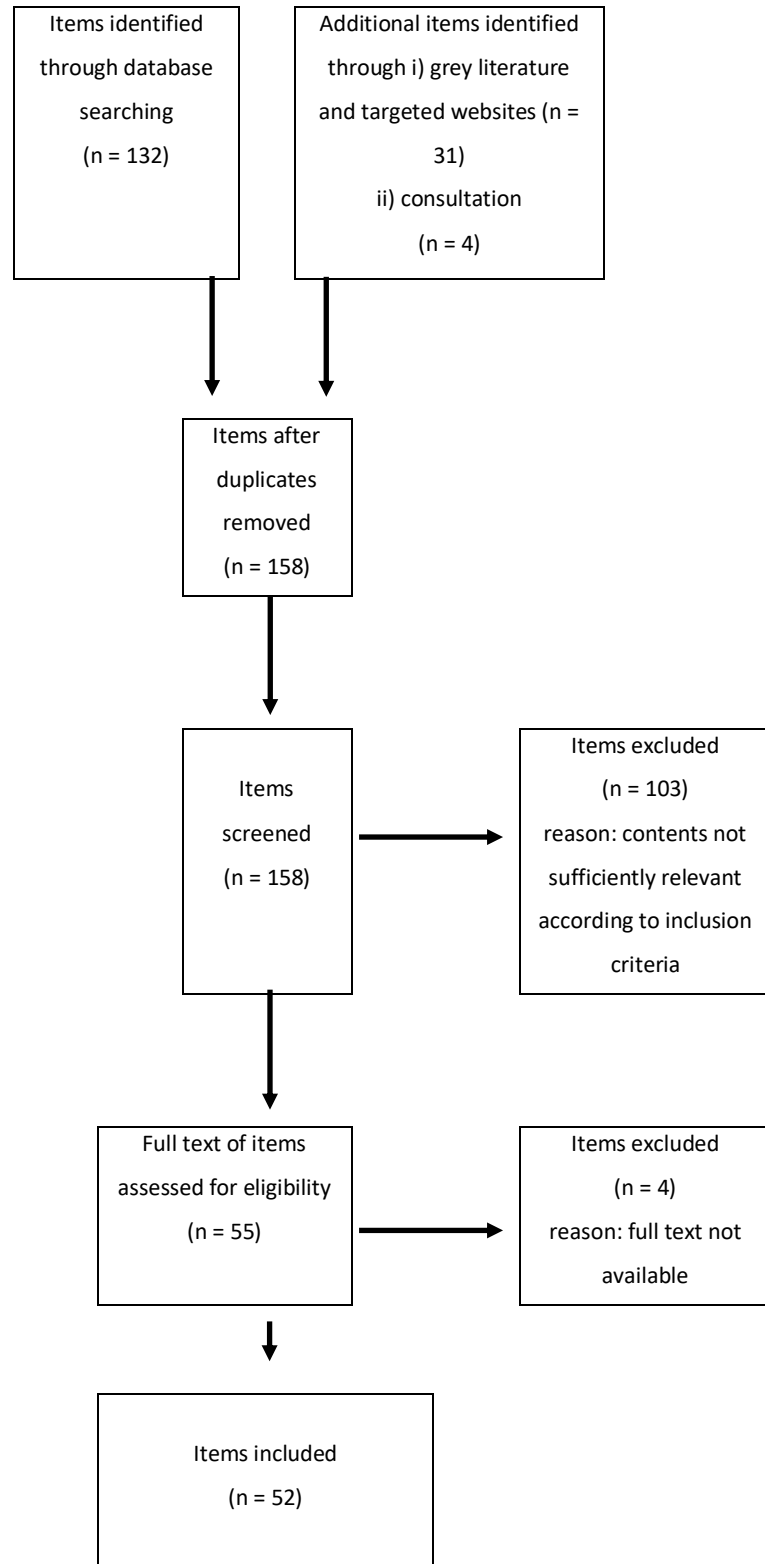 Items identified
through database
searching
(n = 132)
Additional items identified
through i) grey literature
and targeted websites (n =
31)
ii) consultation
(n = 4)
Items after
duplicates
removed
(n = 158)
Items
screened
(n = 158)
Items excluded
(n = 103)
reason: contents not
sufficiently relevant
according to inclusion
criteria
Full text of items
assessed for eligibility
(n = 55)
Items excluded
(n = 4)
reason: full text not
available
Items included
(n = 52)